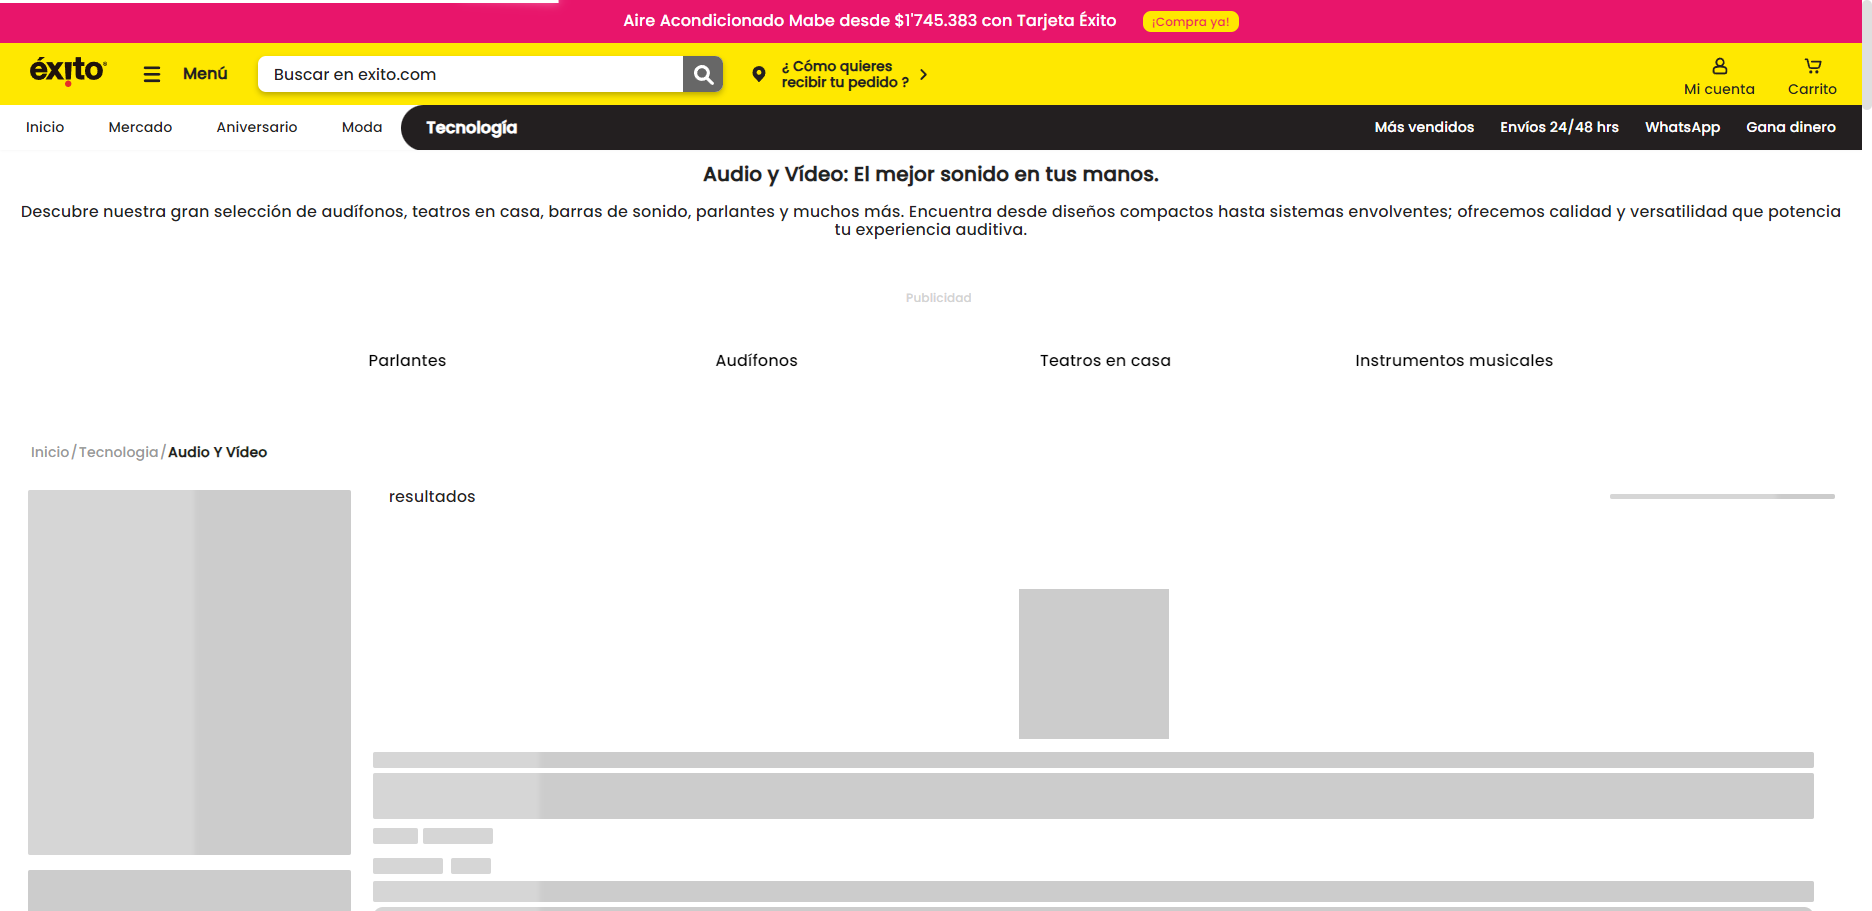 Aire Acondicionado Mabe desde $1'745.383 con Tarjeta Éxito ¡Compra ya!
éxito Menú Buscar en exito.com ¿ Cómo quieres
recibir tu pedido ?
Mi cuenta Carrito
Inicio Mercado Aniversario Moda Tecnología Más vendidos Envíos 24/48 hrs WhatsApp Gana dinero
Audio y Vídeo: El mejor sonido en tus manos.
Descubre nuestra gran selección de audífonos, teatros en casa, barras de sonido, parlantes y muchos más. Encuentra desde diseños compactos hasta sistemas envolventes; ofrecemos calidad y versatilidad que potencia
tu experiencia auditiva.
Publicidad
Parlantes Audífonos Teatros en casa Instrumentos musicales
Inicio/Tecnologia/Audio Y Vídeo
resultados